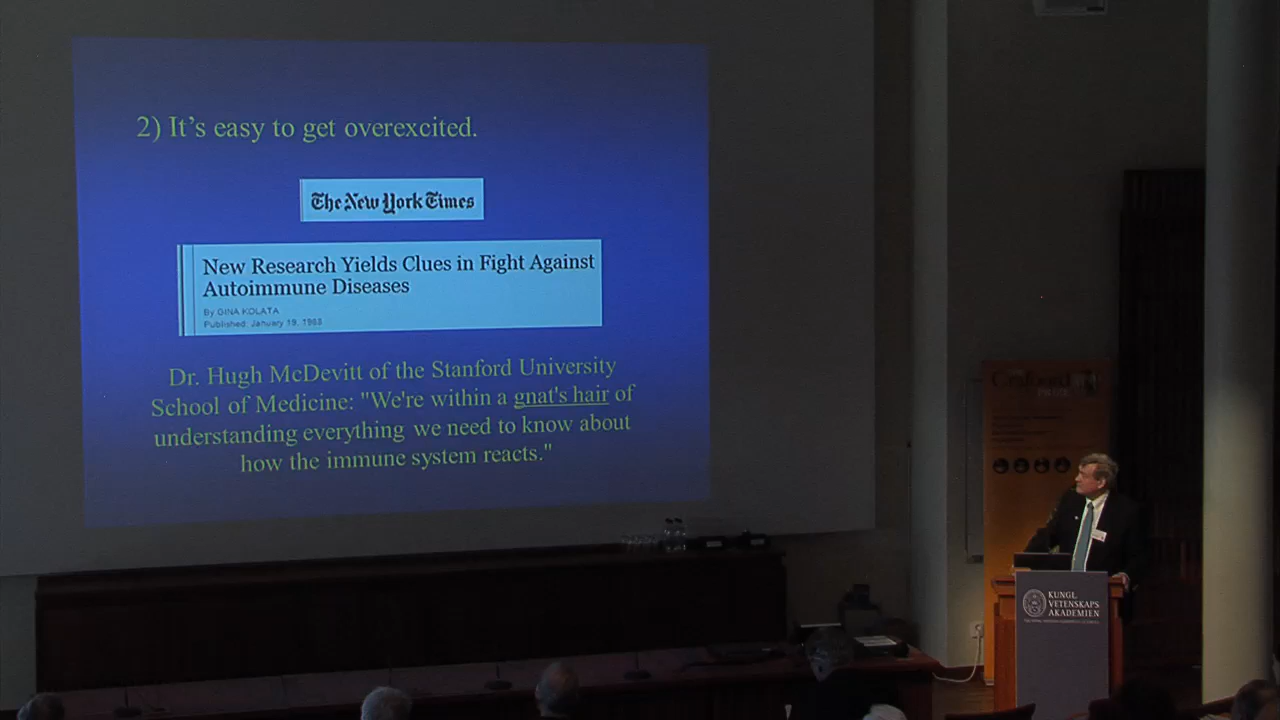 2) It's easy to get overexcited.
The New York Times
New Research Yields Clues in Fight Against
Autoimmune Diseases
By GINA KOLATA
Published: January 19, 1988
Dr. Hugh McDevitt of the Stanford University
School of Medicine: "We're within a gnat's hair of
understanding everything we need to know about
how the immune system reacts."
Crafoord
KUNGL.
VETENSKAPS
AKADEMIEN